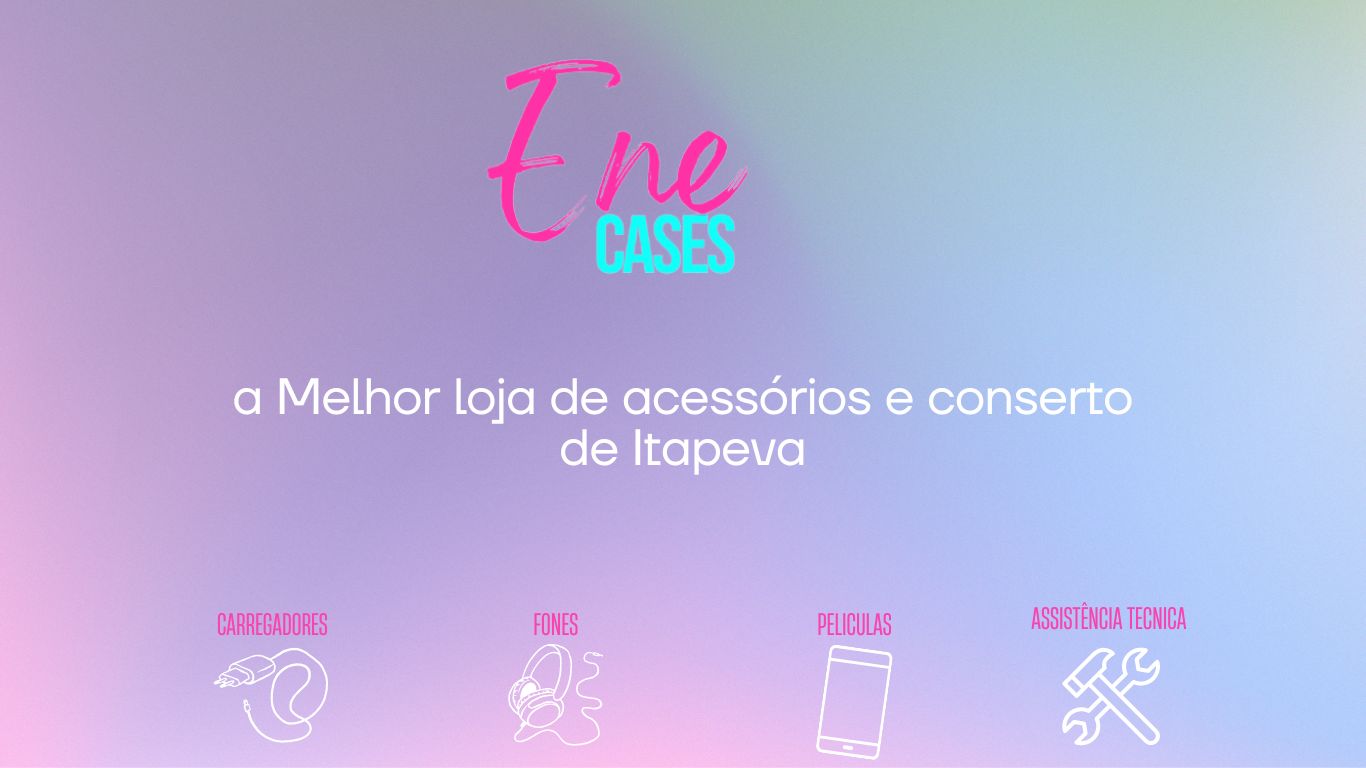 Ene
CASES
a Melhor loja de acessórios e conserto
de Itapeva
CARREGADORES
FONES
PELICULAS
ASSISTÊNCIA TECNICA